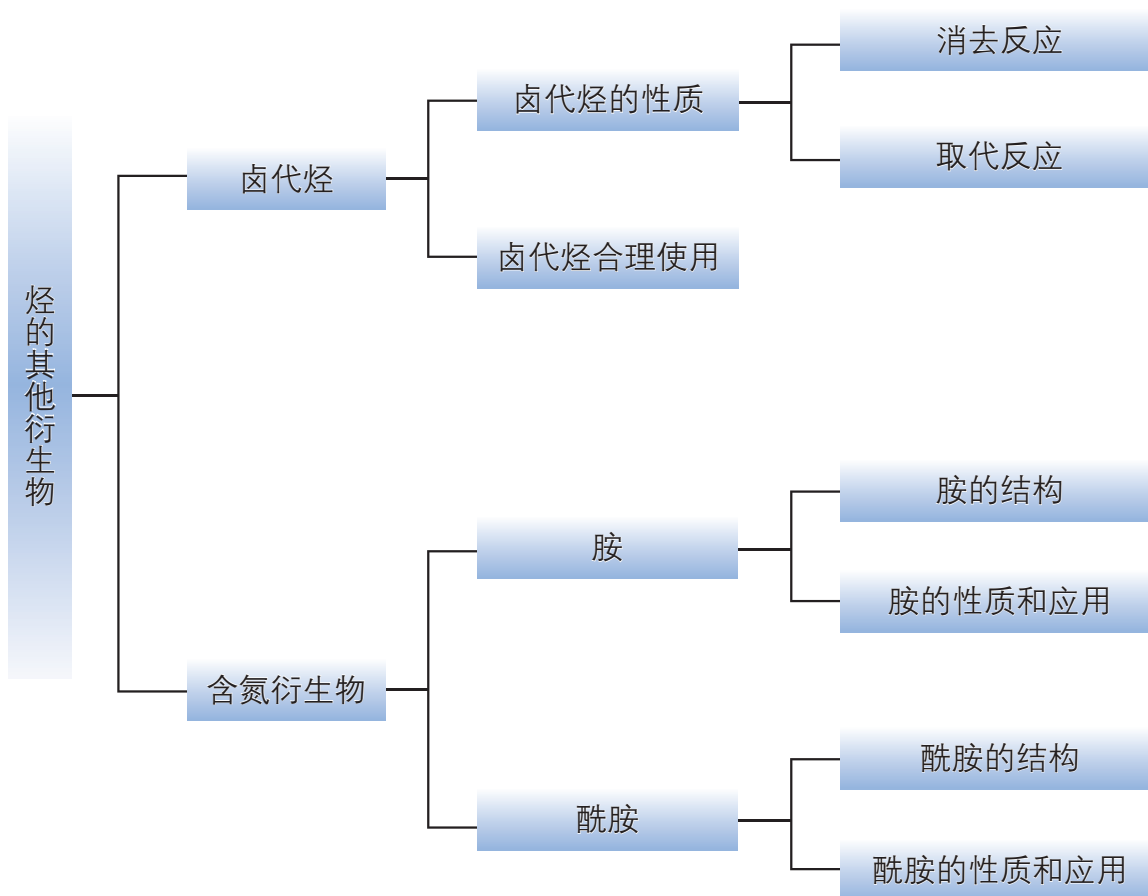 烃的其他衍生物
卤代烃
卤代烃的性质
消去反应
取代反应
卤代烃合理使用
含氮衍生物
胺
胺的结构
胺的性质和应用
酰胺
酰胺的结构
酰胺的性质和应用